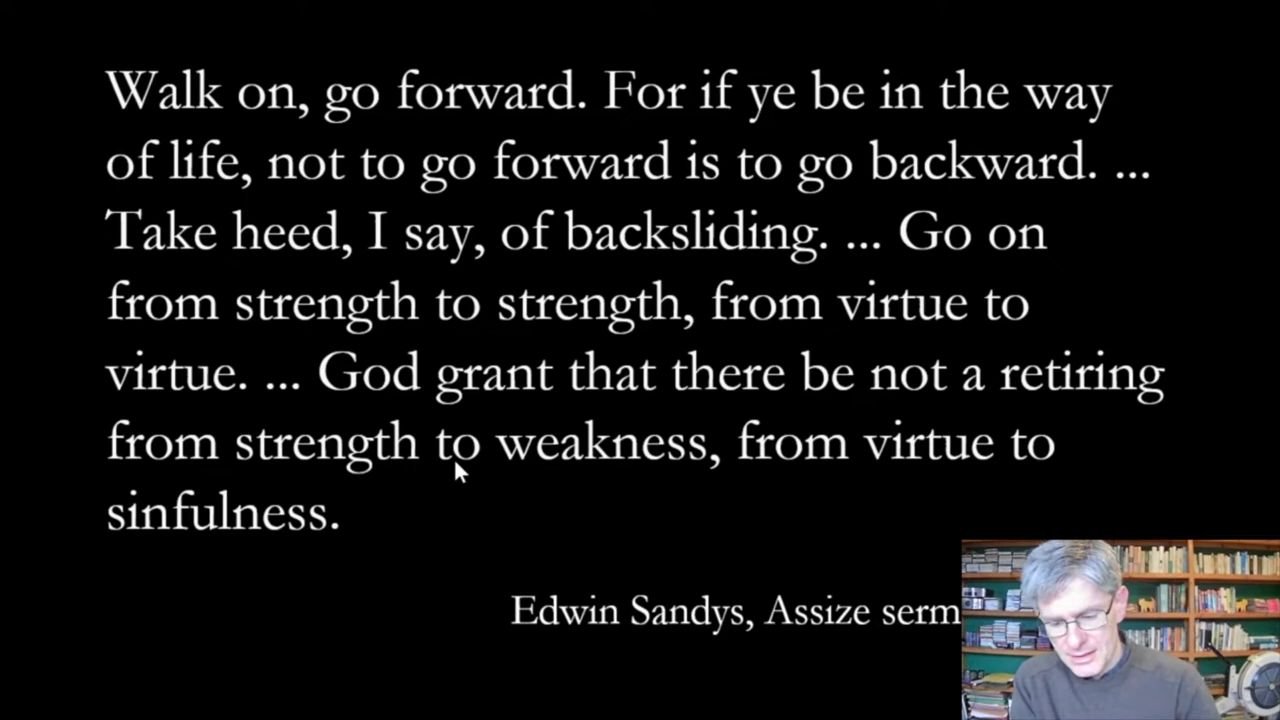 Walk on, go forward. For if ye be in the way
of life, not to go forward is to go backward. ...
Take heed, I say, of backsliding. ... Go on
from strength to strength, from virtue to
virtue. ... God grant that there be not a retiring
from strength to weakness, from virtue to
sinfulness.
Edwin Sandys, Assize serm